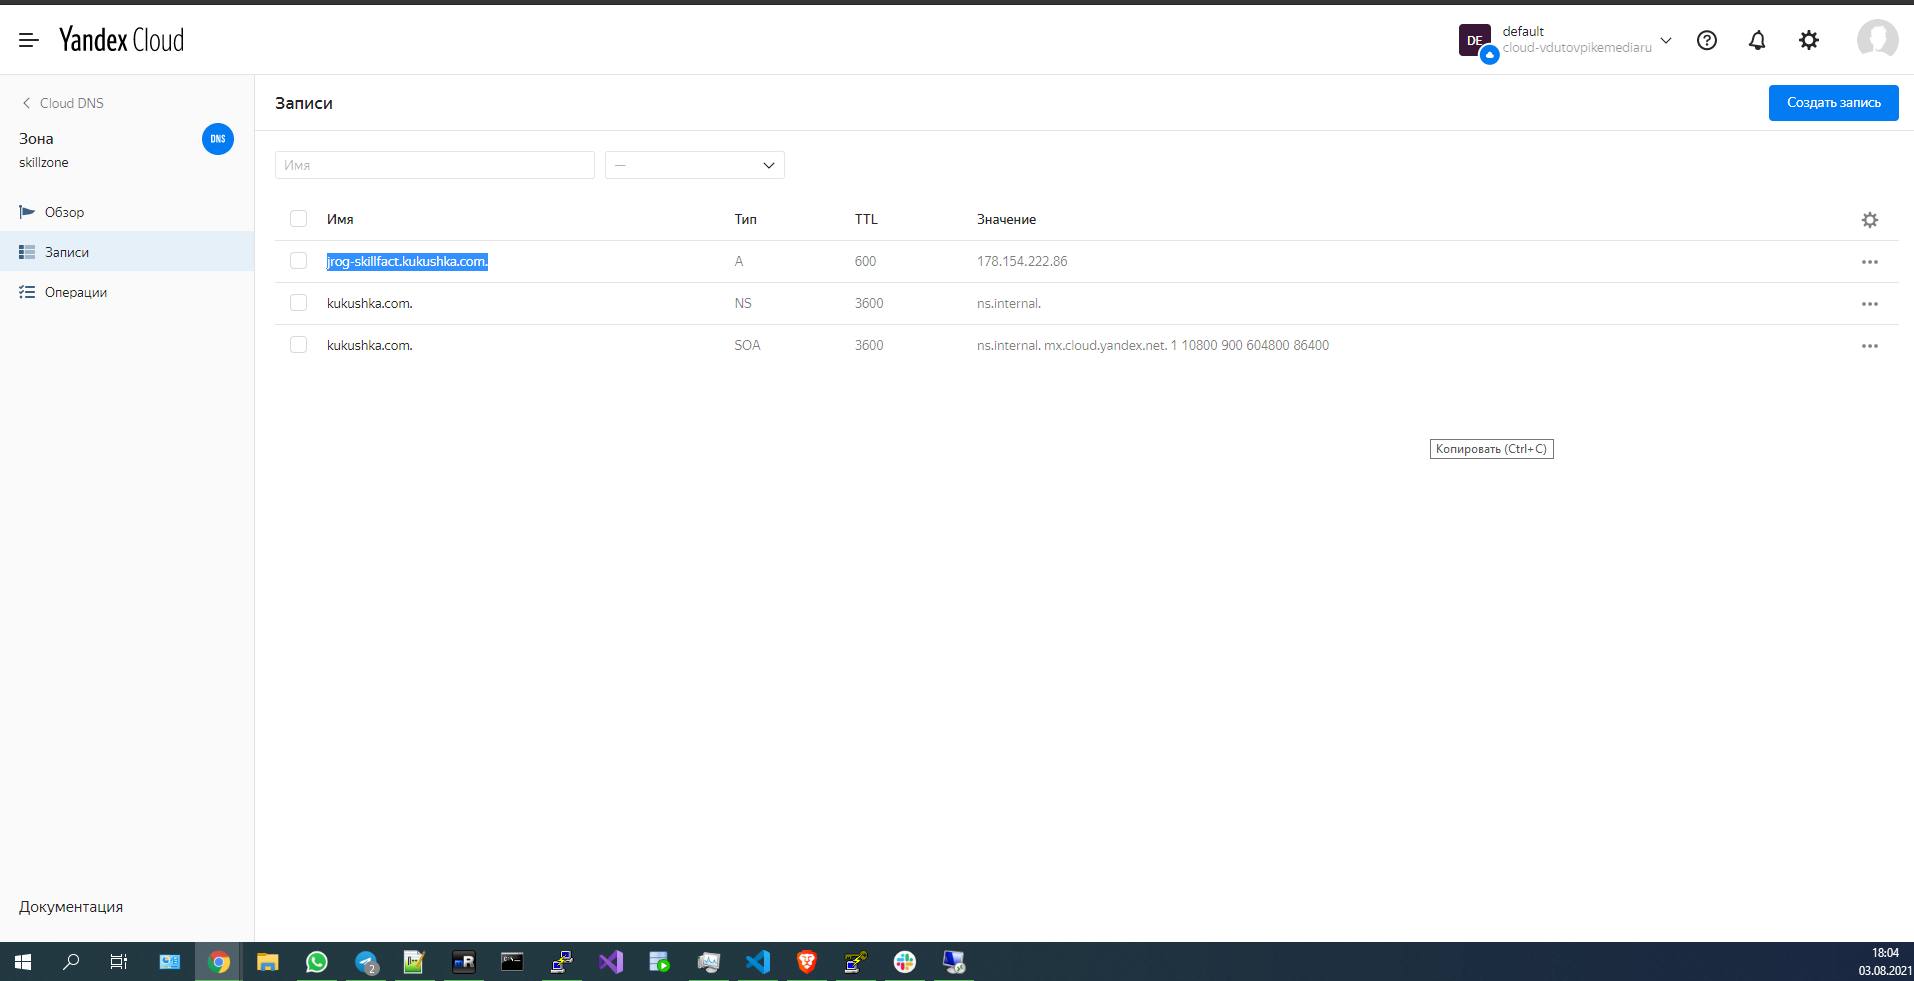 Yandex Cloud
DE
default
cloud-vdutovpikemediaru
Cloud DNS
Зона
DNS
skillzone
Обзор
Записи
Операции
Документация
Записи
Создать запись
Имя
—
Имя Тип TTL Значение
jrog-skillfact.kukushka.com. A 600 178.154.222.86
kukushka.com. NS 3600 ns.internal.
kukushka.com. SOA 3600 ns.internal. mx.cloud.yandex.net. 1 10800 900 604800 86400
Копировать (Ctrl+C)
2
mR
18:04
03.08.2021